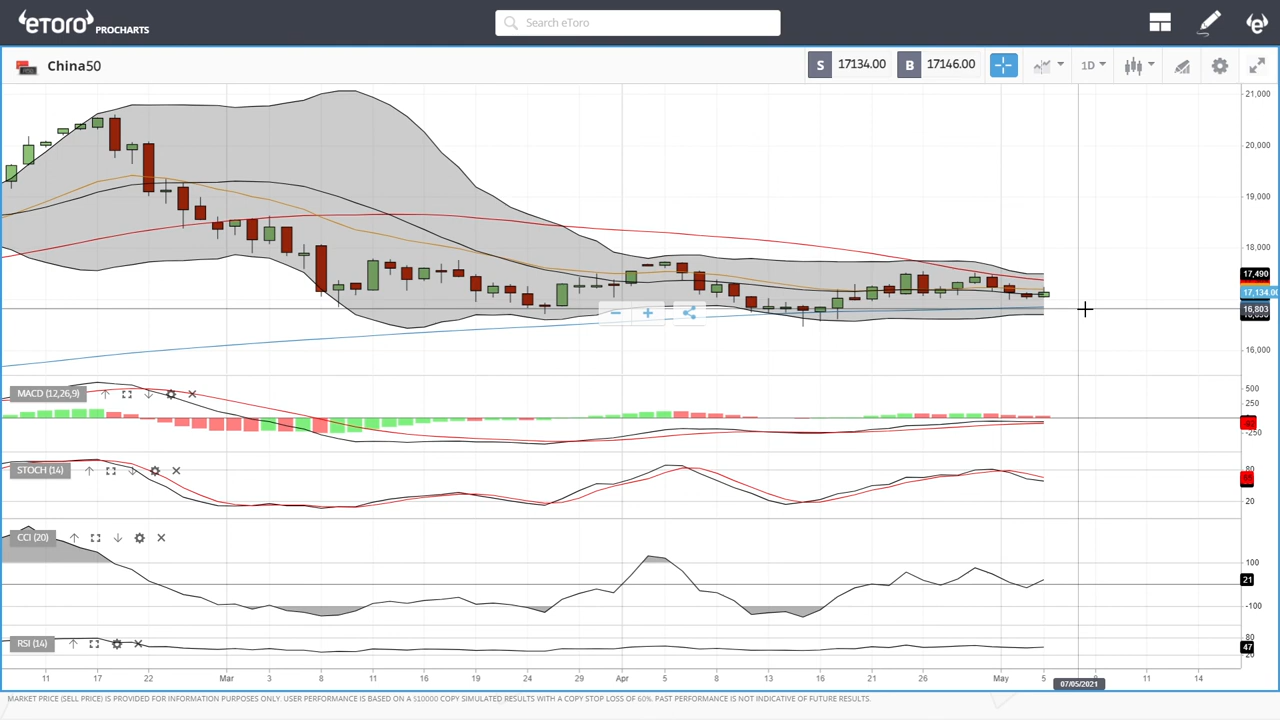 eToro PROCHARTS
Search eToro
China50
S 17134.00 B 17146.00 1D
21,000
20,000
19,000
18,000
17,490
17,134.00
16,803
16,000
MACD (12,26,9)
500
250
-250
STOCH (14)
80
20
CCI (20)
100
21
-100
RSI (14)
80
47
20
11 17 22 Mar 3 8 11 16 19 24 29 Apr 5 8 13 16 21 26 May 5 11 14
07/05/2021
MARKET PRICE (SELL PRICE) IS PROVIDED FOR INFORMATION PURPOSES ONLY. USER PERFORMANCE IS BASED ON A $10000 COPY SIMULATED RESULTS WITH A COPY STOP LOSS OF 60%. PAST PERFORMANCE IS NOT INDICATIVE OF FUTURE RESULTS.